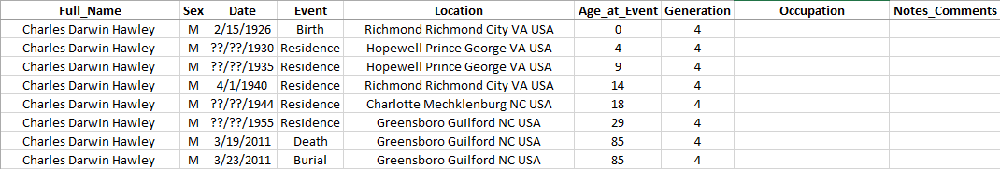 Full_Name Sex Date Event Location Age_at_Event Generation Occupation Notes_Comments
Charles Darwin Hawley M 2/15/1926 Birth Richmond Richmond City VA USA 0 4
Charles Darwin Hawley M ??/??/1930 Residence Hopewell Prince George VA USA 4 4
Charles Darwin Hawley M ??/??/1935 Residence Hopewell Prince George VA USA 9 4
Charles Darwin Hawley M 4/1/1940 Residence Richmond Richmond City VA USA 14 4
Charles Darwin Hawley M ??/??/1944 Residence Charlotte Mechklenburg NC USA 18 4
Charles Darwin Hawley M ??/??/1955 Residence Greensboro Guilford NC USA 29 4
Charles Darwin Hawley M 3/19/2011 Death Greensboro Guilford NC USA 85 4
Charles Darwin Hawley M 3/23/2011 Burial Greensboro Guilford NC USA 85 4